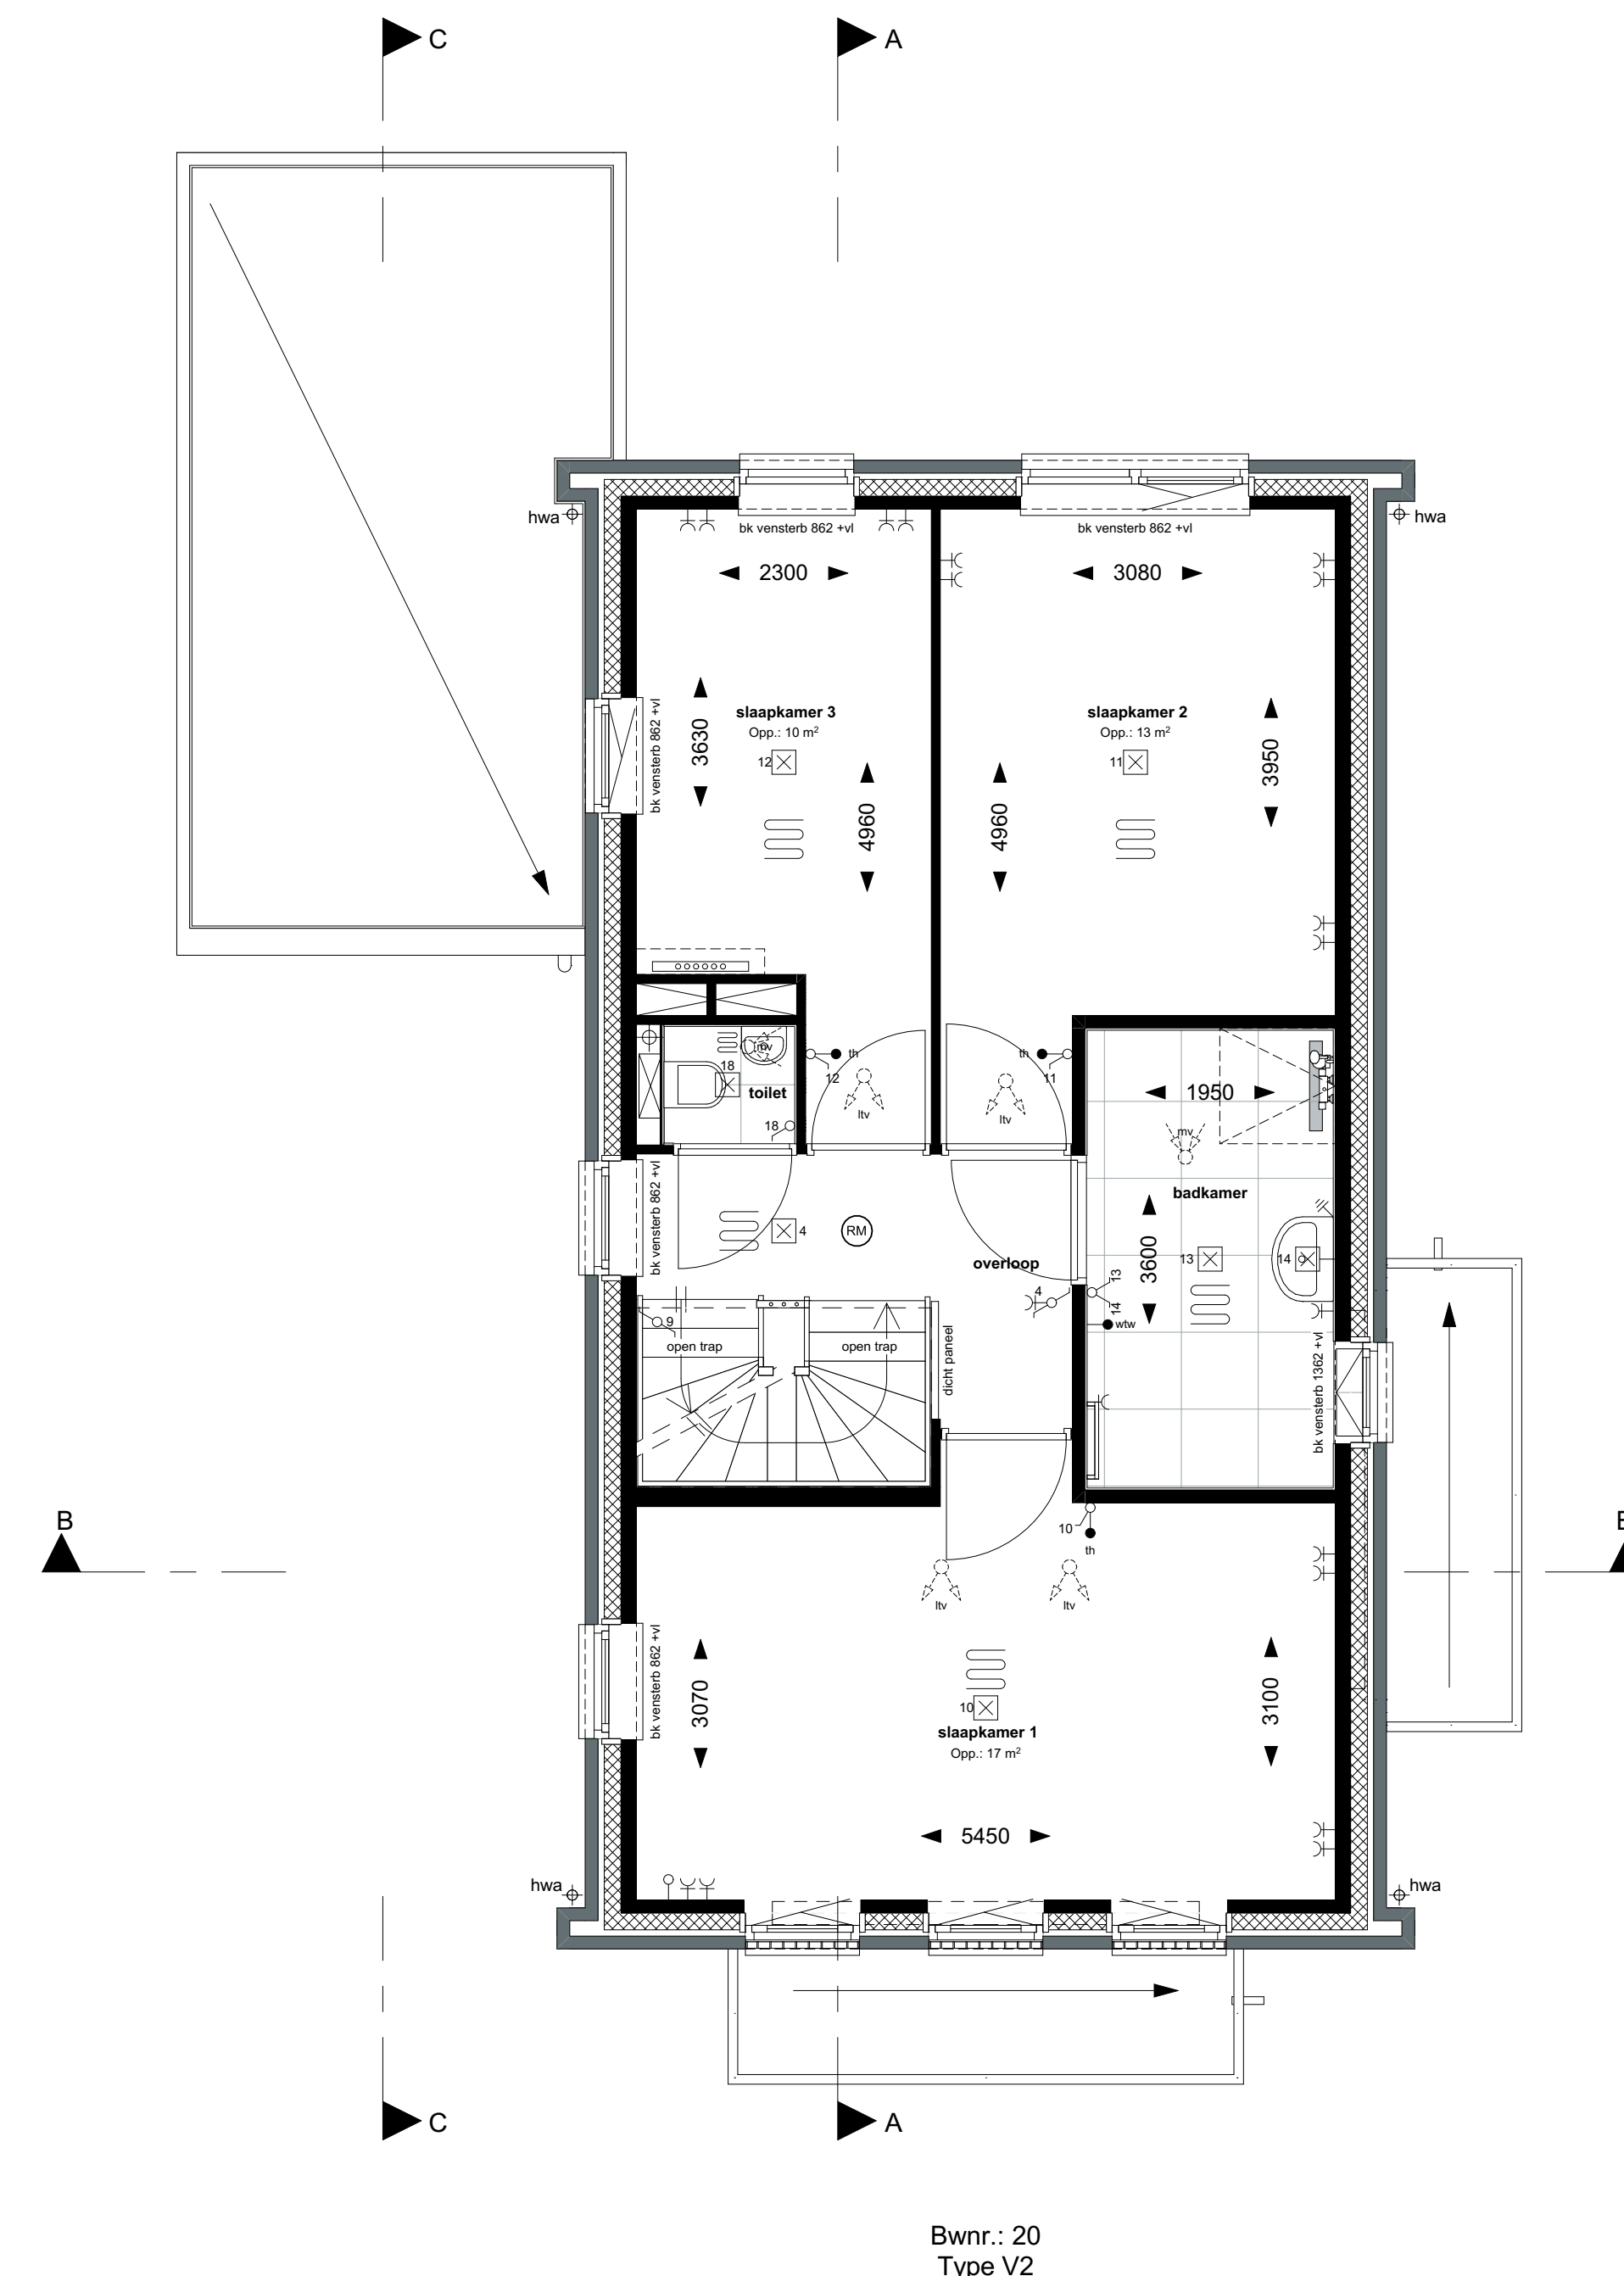 C
A
hwa
hwa
bk vensterb 862 +vl
bk vensterb 862 +vl
2300
3080
bk vensterb 862 +vl
3630
slaapkamer 3
Opp.: 10 m²
12
4960
4960
slaapkamer 2
Opp.: 13 m²
11
3950
mv
18
toilet
18
th
12
ltv
th
11
ltv
1950
mv
badkamer
3600
13
14
bk vensterb 862 +vl
4
RM
overloop
4
13
14
wtw
9
open trap
open trap
dicht paneel
bk vensterb 1362 +vl
B
B
10
th
ltv
ltv
bk vensterb 862 +vl
3070
10
slaapkamer 1
Opp.: 17 m²
3100
5450
hwa
hwa
C
A
Bwnr.: 20
Type V2